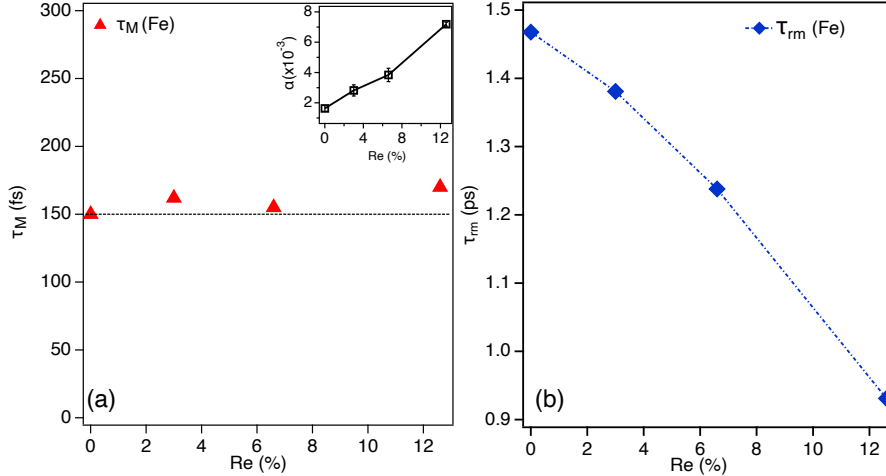 300
250
200
150
100
50
0
τM (fs)
τM (Fe)
8
6
4
2
α(x10⁻³)
0 4 8 12
Re (%)
(a)
0 2 4 6 8 10 12
Re (%)
1.5
1.4
1.3
1.2
1.1
1.0
0.9
τrm (ps)
τrm (Fe)
(b)
0 2 4 6 8 10 12
Re (%)